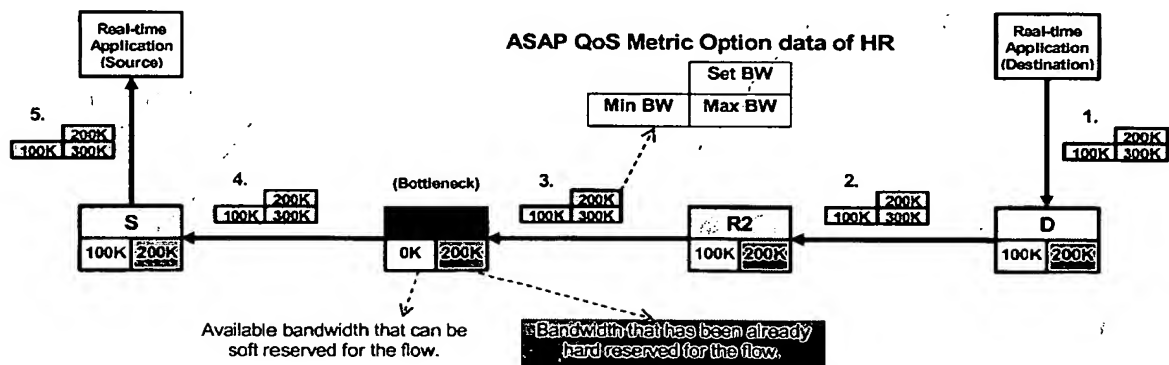 Real-time
Application
(Source)
ASAP QoS Metric Option data of HR
Set BW
Min BW Max BW
Real-time
Application
(Destination)
5.
200K
100K 300K
4.
200K
100K 300K
(Bottleneck)
3.
200K
100K 300K
2.
200K
100K 300K
1.
200K
100K 300K
S
100K 200K
0K 200K
R2
100K 200K
D
100K 200K
Available bandwidth that can be
soft reserved for the flow.
Bandwidth that has been already
hard reserved for the flow.